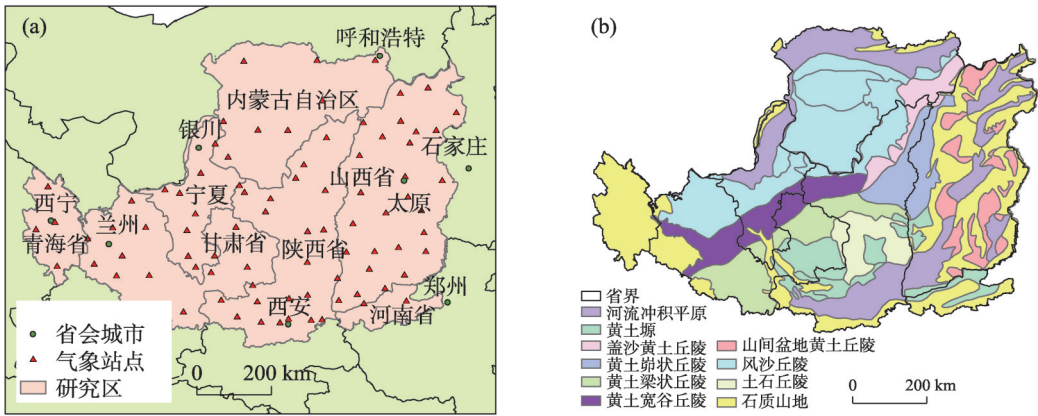 (a)
呼和浩特
内蒙古自治区
银川
石家庄
宁夏
山西省
太原
西宁
兰州
青海省
甘肃省
陕西省
郑州
西安
河南省
省会城市
气象站点
研究区
0 200 km
(b)
省界
河流冲积平原
黄土塬
盖沙黄土丘陵
黄土峁状丘陵
黄土梁状丘陵
黄土宽谷丘陵
山间盆地黄土丘陵
风沙丘陵
土石丘陵
石质山地
0 200 km